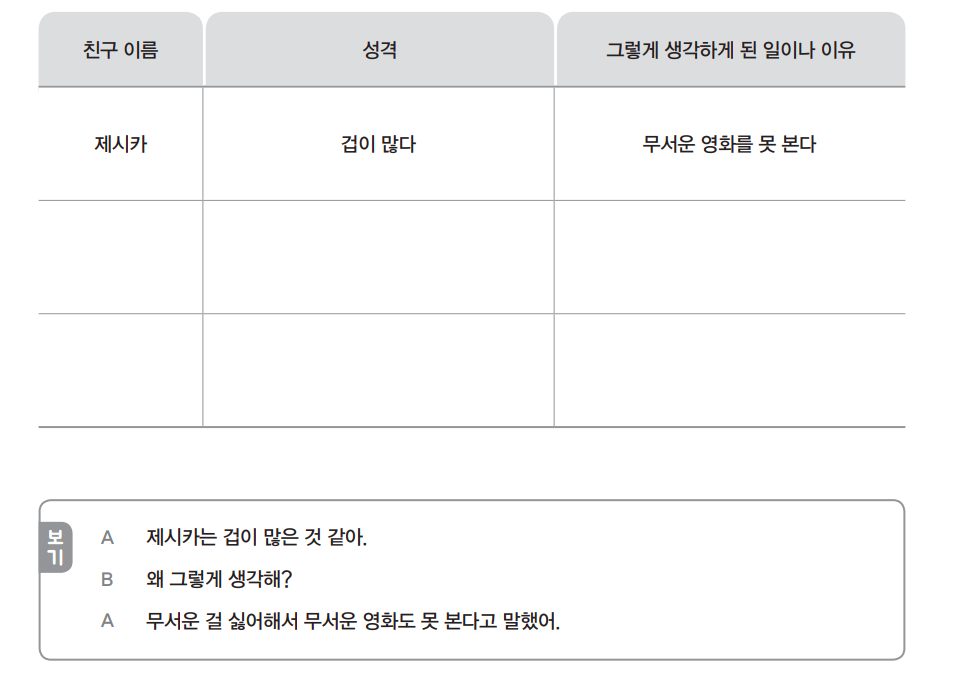 친구 이름 성격 그렇게 생각하게 된 일이나 이유
제시카 겁이 많다 무서운 영화를 못 본다
보기
A 제시카는 겁이 많은 것 같아.
B 왜 그렇게 생각해?
A 무서운 걸 싫어해서 무서운 영화도 못 본다고 말했어.